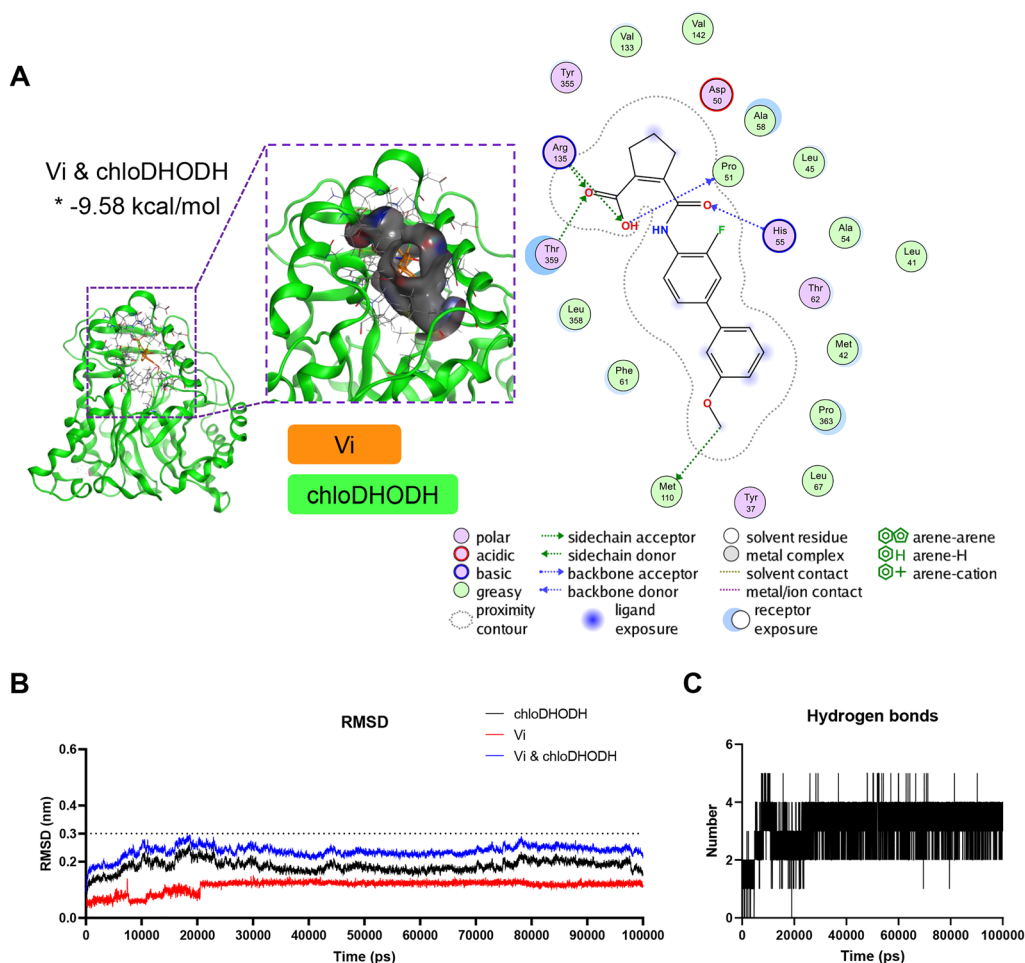 A
Vi & chloDHODH
* -9.58 kcal/mol
Vi
chloDHODH
Val
133
Val
142
Tyr
355
Asp
50
Ala
58
Arg
135
Pro
51
Leu
45
O
OH
O
HN
F
His
55
Ala
54
Leu
41
Thr
359
Thr
62
Leu
358
Met
42
Phe
61
O
Pro
363
Met
110
Leu
67
Tyr
37
polar
acidic
basic
greasy
proximity
contour
sidechain acceptor
sidechain donor
backbone acceptor
backbone donor
ligand
exposure
solvent residue
metal complex
solvent contact
metal/ion contact
receptor
exposure
arene-arene
H arene-H
+ arene-cation
B
RMSD
chloDHODH
Vi
Vi & chloDHODH
RMSD (nm)
0.6
0.4
0.3
0.2
0.0
0 10000 20000 30000 40000 50000 60000 70000 80000 90000 100000
Time (ps)
C
Hydrogen bonds
Number
6
4
2
0
0 20000 40000 60000 80000 100000
Time (ps)